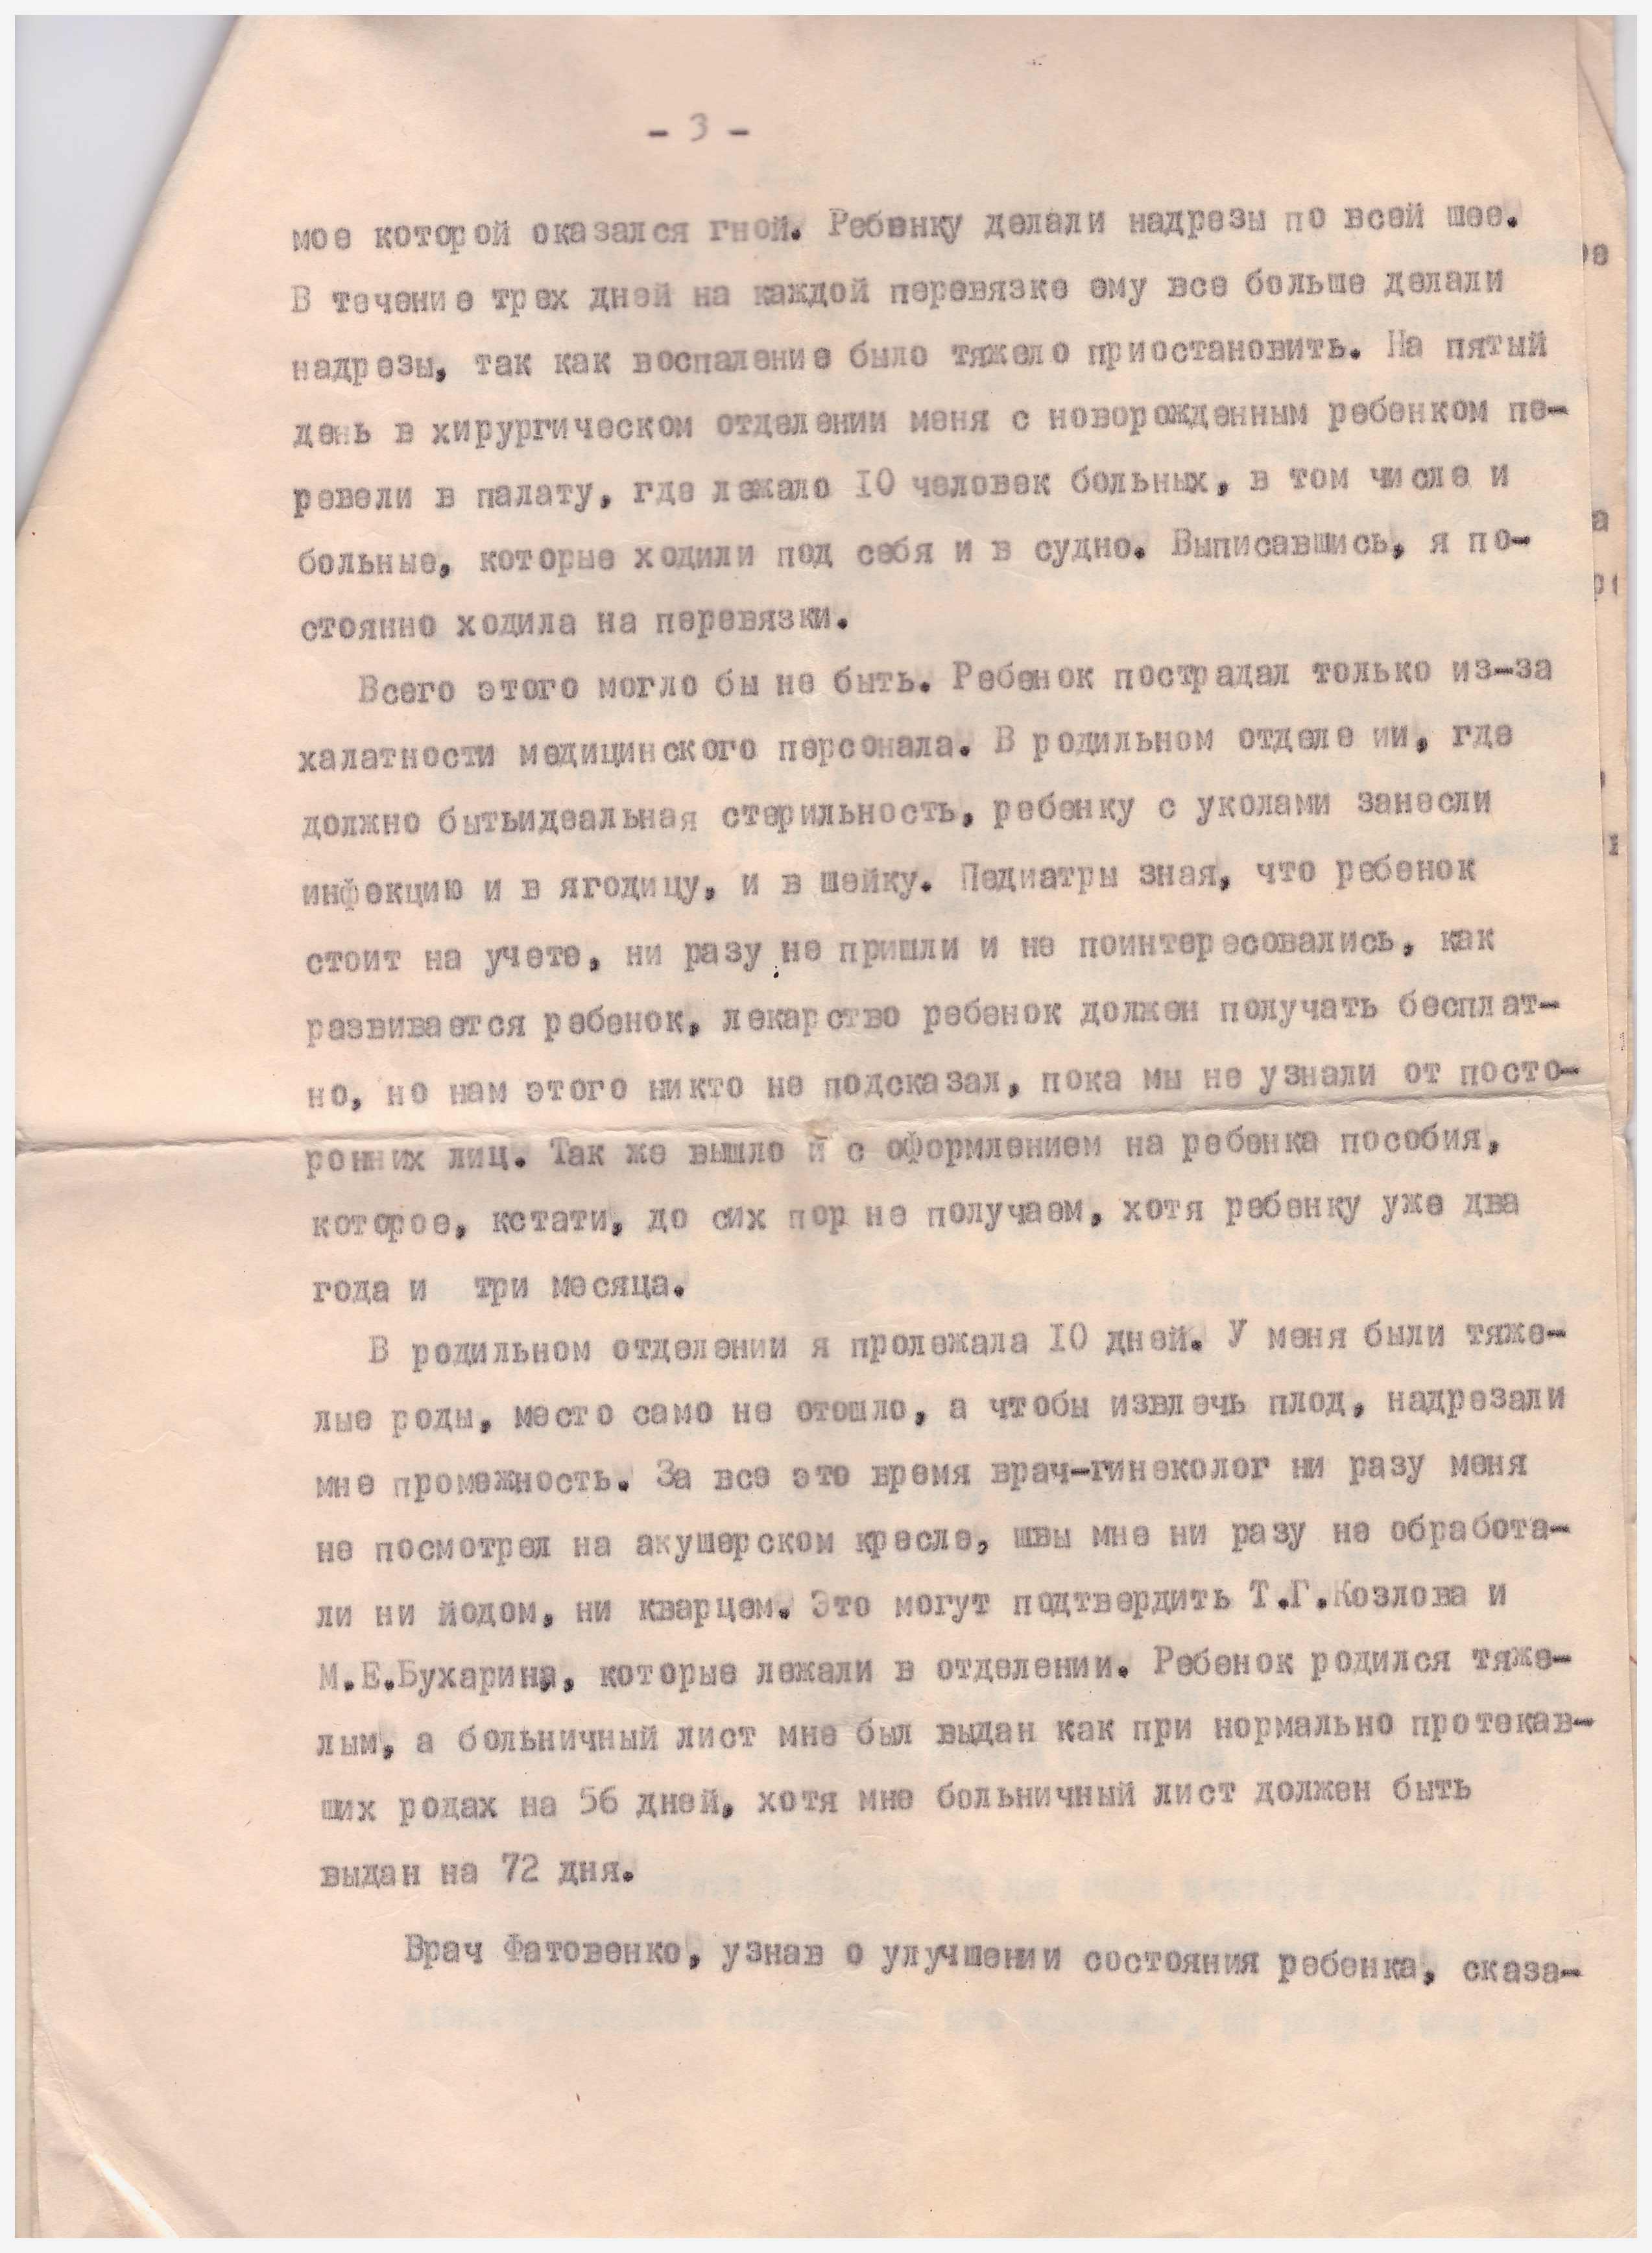 - 3 -
мое которой оказался гной. Ребенку делали надрезы по всей шее.
В течение трех дней на каждой перевязке ему все больше делали
надрезы, так как воспаление было тяжело приостановить. На пятый
день в хирургическом отделении меня с новорожденным ребенком пе-
ревели в палату, где лежало 10 человек больных, в том числе и
больные, которые ходили под себя и в судно. Выписавшись, я по-
стоянно ходила на перевязки.
Всего этого могло бы не быть. Ребенок пострадал только из-за
халатности медицинского персонала. В родильном отделе ии, где
должно бытьидеальная стерильность, ребенку с уколами занесли
инфекцию и в ягодицу, и в шейку. Педиатры зная, что ребенок
стоит на учете, ни разу не пришли и не поинтересовались, как
развивается ребенок, лекарство ребенок должен получать бесплат-
но, но нам этого никто не подсказал, пока мы не узнали от посто-
ронних лиц. Так же вышло и с оформлением на ребенка пособия,
которое, кстати, до сих пор не получаем, хотя ребенку уже два
года и три месяца.
В родильном отделении я пролежала 10 дней. У меня были тяже-
лые роды, место само не отошло, а чтобы извлечь плод, надрезали
мне промежность. За все это время врач-гинеколог ни разу меня
не посмотрел на акушерском кресле, швы мне ни разу не обработа-
ли ни йодом, ни кварцем. Это могут подтвердить Т.Г.Козлова и
М.Е.Бухарина, которые лежали в отделении. Ребенок родился тяже-
лым, а больничный лист мне был выдан как при нормально протекав-
ших родах на 56 дней, хотя мне больничный лист должен быть
выдан на 72 дня.
Врач Фатовенко, узнав о улучшении состояния ребенка, сказа-